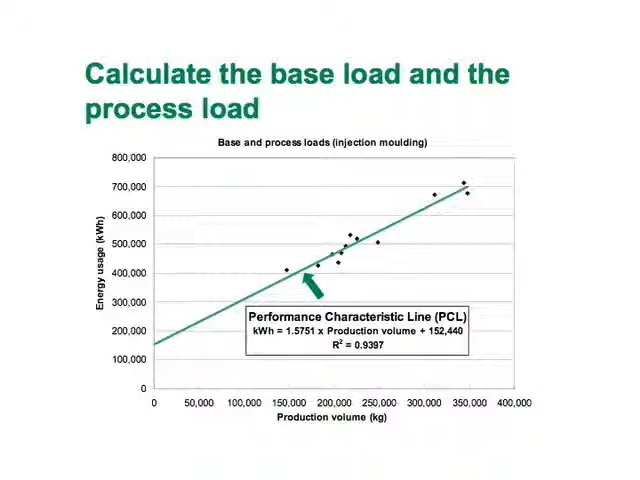 Calculate the base load and the
process load
Base and process loads (injection moulding)
800,000
700,000
600,000
500,000
400,000
300,000
200,000
100,000
0
Energy usage (kWh)
Performance Characteristic Line (PCL)
kWh = 1.5751 x Production volume + 152,440
R² = 0.9397
0 50,000 100,000 150,000 200,000 250,000 300,000 350,000 400,000
Production volume (kg)